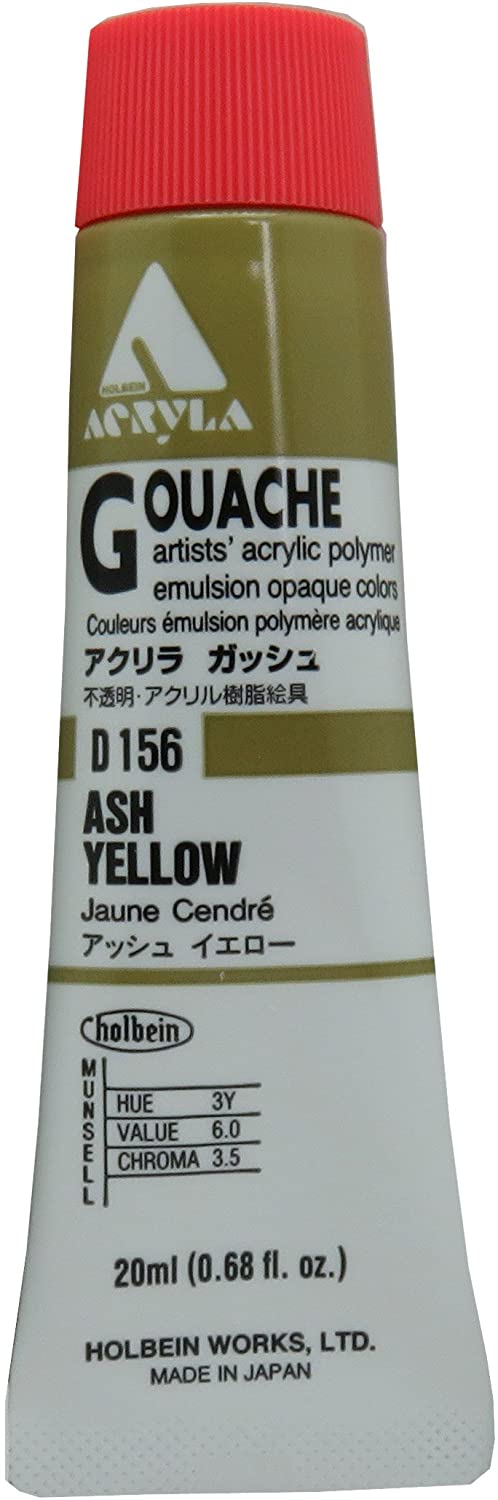 HOLBEIN
ACRYLA
GOUACHE
artists' acrylic polymer
emulsion opaque colors
Couleurs émulsion polymère acrylique
アクリラ ガッシュ
不透明・アクリル樹脂絵具
D 156
ASH
YELLOW
Jaune Cendré
アッシュ イエロー
holbein
MUNSELL
HUE 3Y
VALUE 6.0
CHROMA 3.5
20ml (0.68 fl. oz.)
HOLBEIN WORKS, LTD.
MADE IN JAPAN